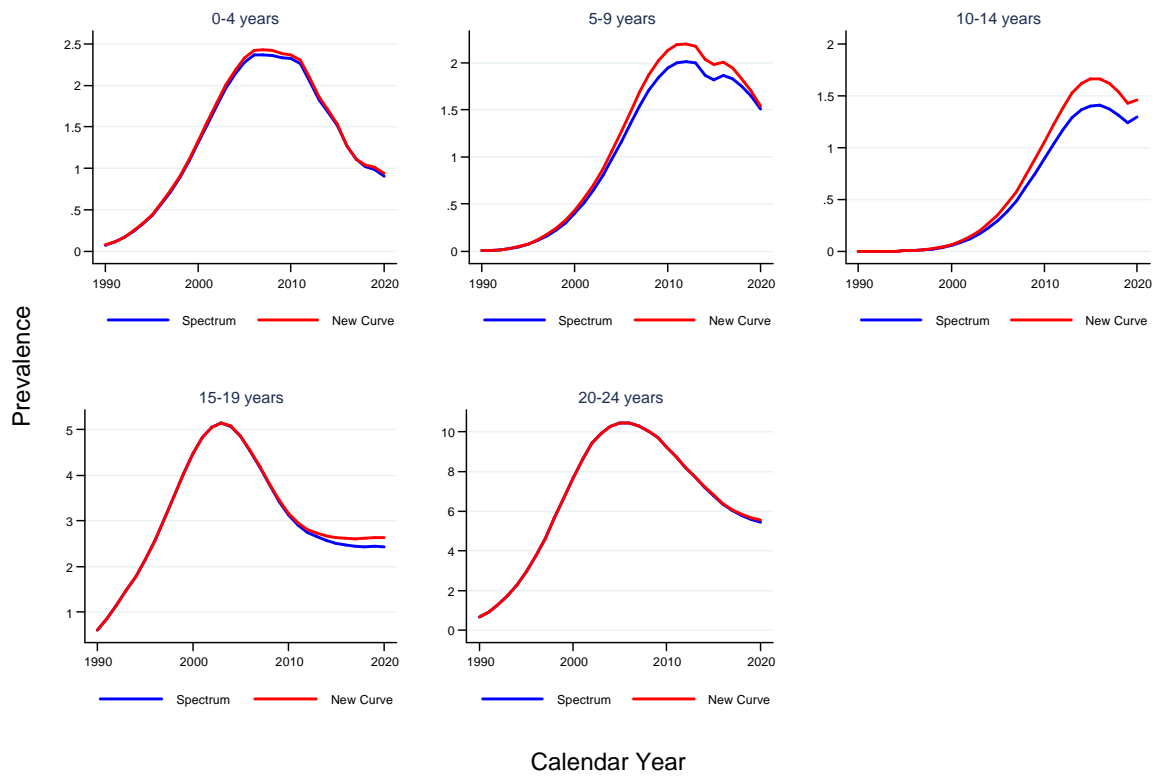 0-4 years
2.5
2
1.5
1
.5
0
1990 2000 2010 2020
Spectrum New Curve
5-9 years
2
1.5
1
.5
0
1990 2000 2010 2020
Spectrum New Curve
10-14 years
2
1.5
1
.5
0
1990 2000 2010 2020
Spectrum New Curve
Prevalence
15-19 years
5
4
3
2
1
1990 2000 2010 2020
Spectrum New Curve
20-24 years
10
8
6
4
2
0
1990 2000 2010 2020
Spectrum New Curve
Calendar Year